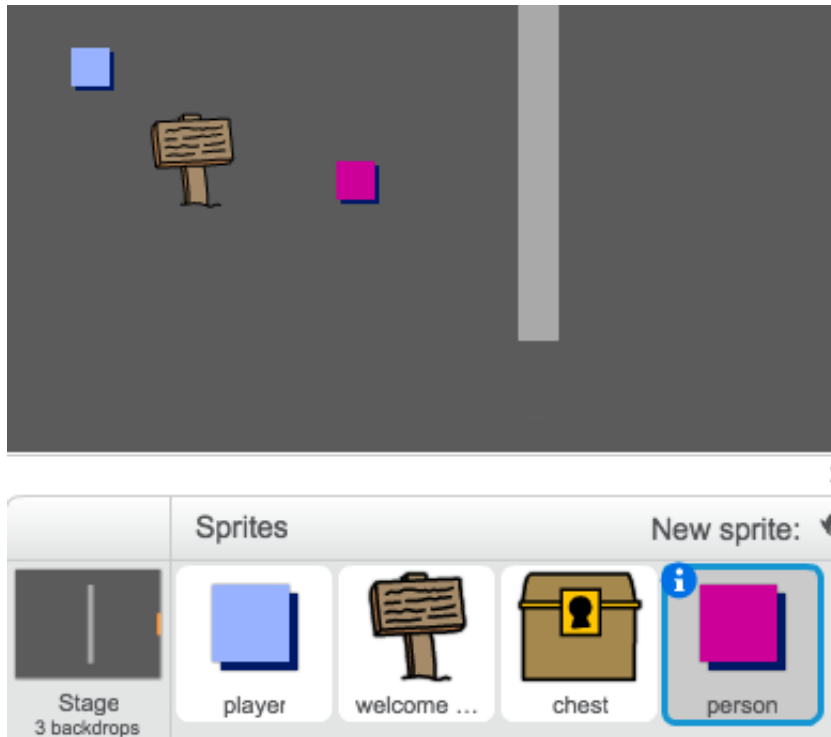 Sprites New sprite:
Stage
3 backdrops
player
welcome ...
chest
person